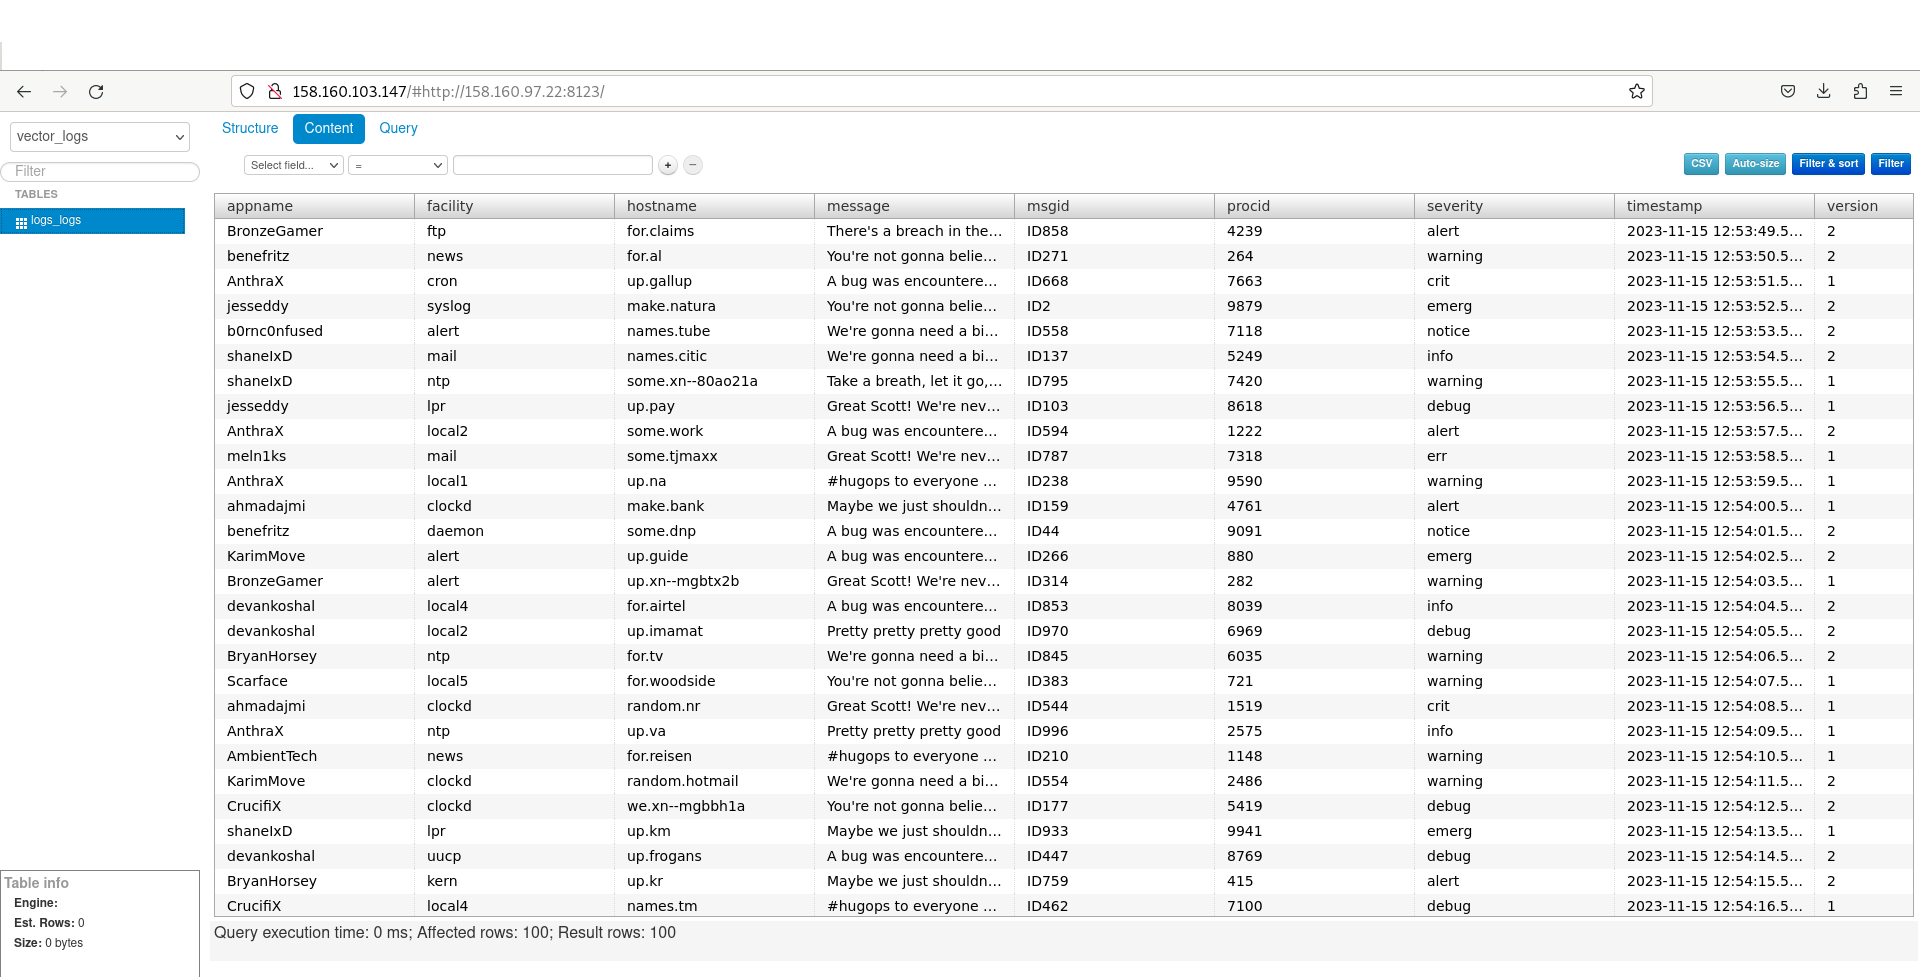 158.160.103.147/#http://158.160.97.22:8123/
vector_logs
Structure Content Query
Filter
Select field... = + −
CSV Auto-size Filter & sort Filter
TABLES
logs_logs
appname facility hostname message msgid procid severity timestamp version
BronzeGamer ftp for.claims There's a breach in the... ID858 4239 alert 2023-11-15 12:53:49.5... 2
benefritz news for.al You're not gonna belie... ID271 264 warning 2023-11-15 12:53:50.5... 2
AnthraX cron up.gallup A bug was encountere... ID668 7663 crit 2023-11-15 12:53:51.5... 1
jesseddy syslog make.natura You're not gonna belie... ID2 9879 emerg 2023-11-15 12:53:52.5... 2
b0rnc0nfused alert names.tube We're gonna need a bi... ID558 7118 notice 2023-11-15 12:53:53.5... 2
shaneIxD mail names.citic We're gonna need a bi... ID137 5249 info 2023-11-15 12:53:54.5... 2
shaneIxD ntp some.xn--80ao21a Take a breath, let it go,... ID795 7420 warning 2023-11-15 12:53:55.5... 1
jesseddy lpr up.pay Great Scott! We're nev... ID103 8618 debug 2023-11-15 12:53:56.5... 1
AnthraX local2 some.work A bug was encountere... ID594 1222 alert 2023-11-15 12:53:57.5... 2
meln1ks mail some.tjmaxx Great Scott! We're nev... ID787 7318 err 2023-11-15 12:53:58.5... 1
AnthraX local1 up.na #hugops to everyone ... ID238 9590 warning 2023-11-15 12:53:59.5... 1
ahmadajmi clockd make.bank Maybe we just shouldn... ID159 4761 alert 2023-11-15 12:54:00.5... 1
benefritz daemon some.dnp A bug was encountere... ID44 9091 notice 2023-11-15 12:54:01.5... 2
KarimMove alert up.guide A bug was encountere... ID266 880 emerg 2023-11-15 12:54:02.5... 2
BronzeGamer alert up.xn--mgbtx2b Great Scott! We're nev... ID314 282 warning 2023-11-15 12:54:03.5... 1
devankoshal local4 for.airtel A bug was encountere... ID853 8039 info 2023-11-15 12:54:04.5... 2
devankoshal local2 up.imamat Pretty pretty pretty good ID970 6969 debug 2023-11-15 12:54:05.5... 2
BryanHorsey ntp for.tv We're gonna need a bi... ID845 6035 warning 2023-11-15 12:54:06.5... 2
Scarface local5 for.woodside You're not gonna belie... ID383 721 warning 2023-11-15 12:54:07.5... 1
ahmadajmi clockd random.nr Great Scott! We're nev... ID544 1519 crit 2023-11-15 12:54:08.5... 1
AnthraX ntp up.va Pretty pretty pretty good ID996 2575 info 2023-11-15 12:54:09.5... 1
AmbientTech news for.reisen #hugops to everyone ... ID210 1148 warning 2023-11-15 12:54:10.5... 1
KarimMove clockd random.hotmail We're gonna need a bi... ID554 2486 warning 2023-11-15 12:54:11.5... 2
CrucifiX clockd we.xn--mgbbh1a You're not gonna belie... ID177 5419 debug 2023-11-15 12:54:12.5... 2
shaneIxD lpr up.km Maybe we just shouldn... ID933 9941 emerg 2023-11-15 12:54:13.5... 1
devankoshal uucp up.frogans A bug was encountere... ID447 8769 debug 2023-11-15 12:54:14.5... 2
BryanHorsey kern up.kr Maybe we just shouldn... ID759 415 alert 2023-11-15 12:54:15.5... 2
CrucifiX local4 names.tm #hugops to everyone ... ID462 7100 debug 2023-11-15 12:54:16.5... 1
Table info
Engine:
Est. Rows: 0
Size: 0 bytes
Query execution time: 0 ms; Affected rows: 100; Result rows: 100